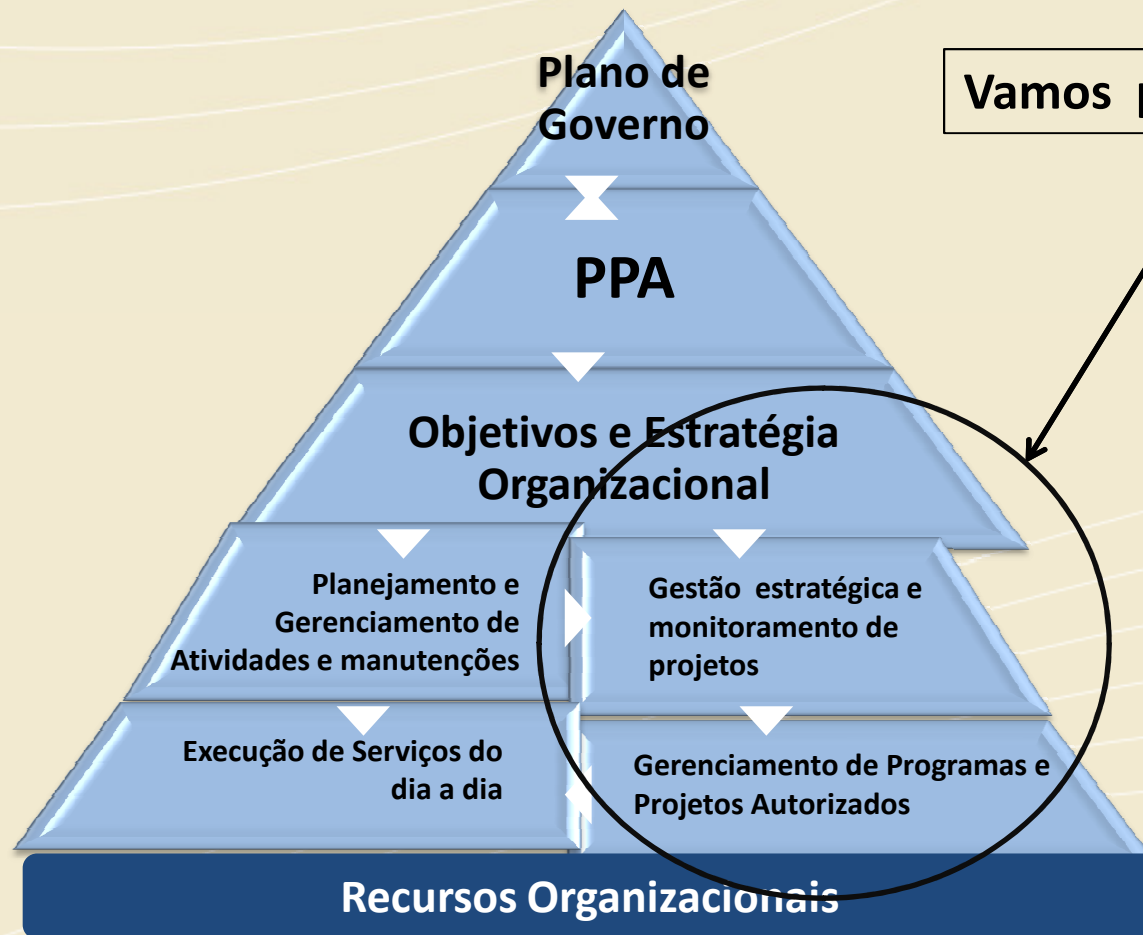 Plano de
Governo
Vamos
PPA
Objetivos e Estratégia
Organizacional
Planejamento e
Gerenciamento de
Atividades e manutenções
Gestão estratégica e
monitoramento de
projetos
Execução de Serviços do
dia a dia
Gerenciamento de Programas e
Projetos Autorizados
Recursos Organizacionais